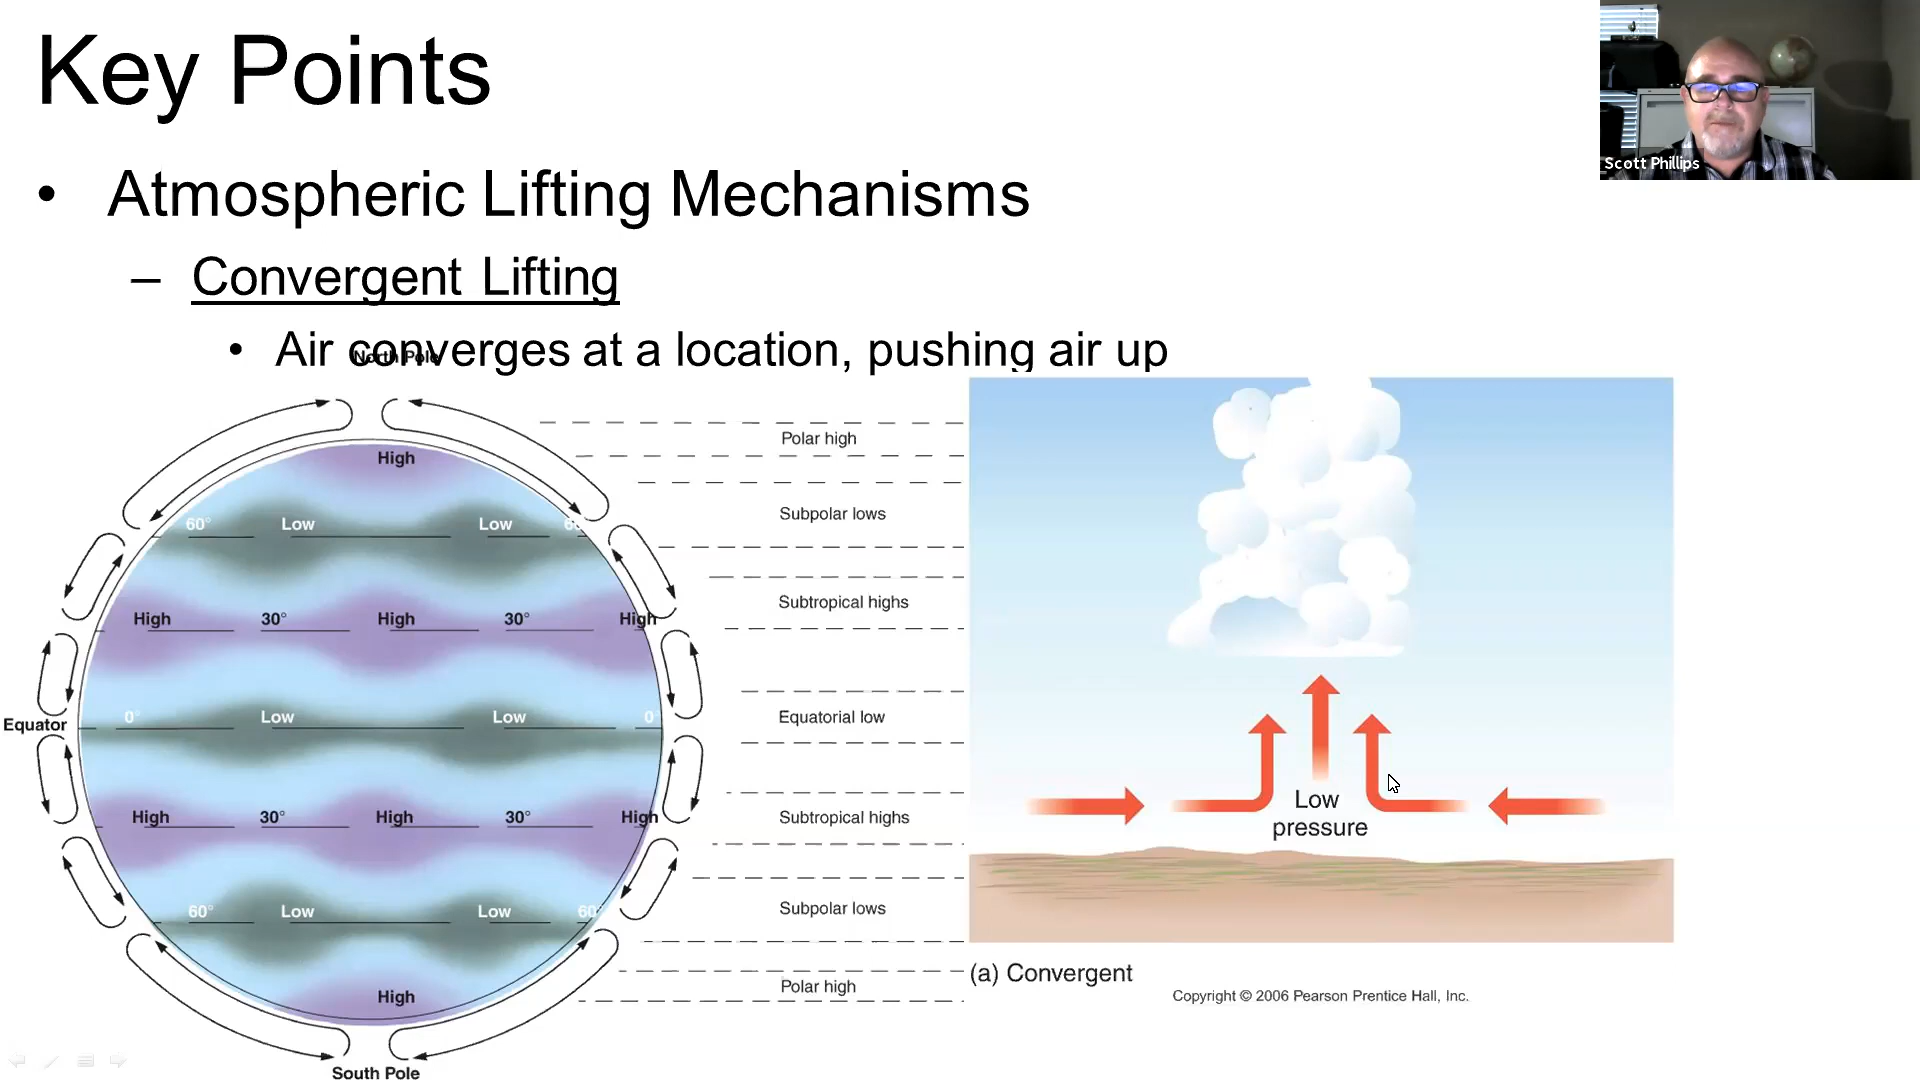 Key Points
Scott Phillips
• Atmospheric Lifting Mechanisms
– Convergent Lifting
• Air converges at a location, pushing air up
North Pole
High
Polar high
60° Low Low
Subpolar lows
High 30° High 30° High
Subtropical highs
Equator 0° Low Low 0°
Equatorial low
High 30° High 30° High
Subtropical highs
60° Low Low 60°
Subpolar lows
High
Polar high
South Pole
Low
pressure
(a) Convergent
Copyright © 2006 Pearson Prentice Hall, Inc.